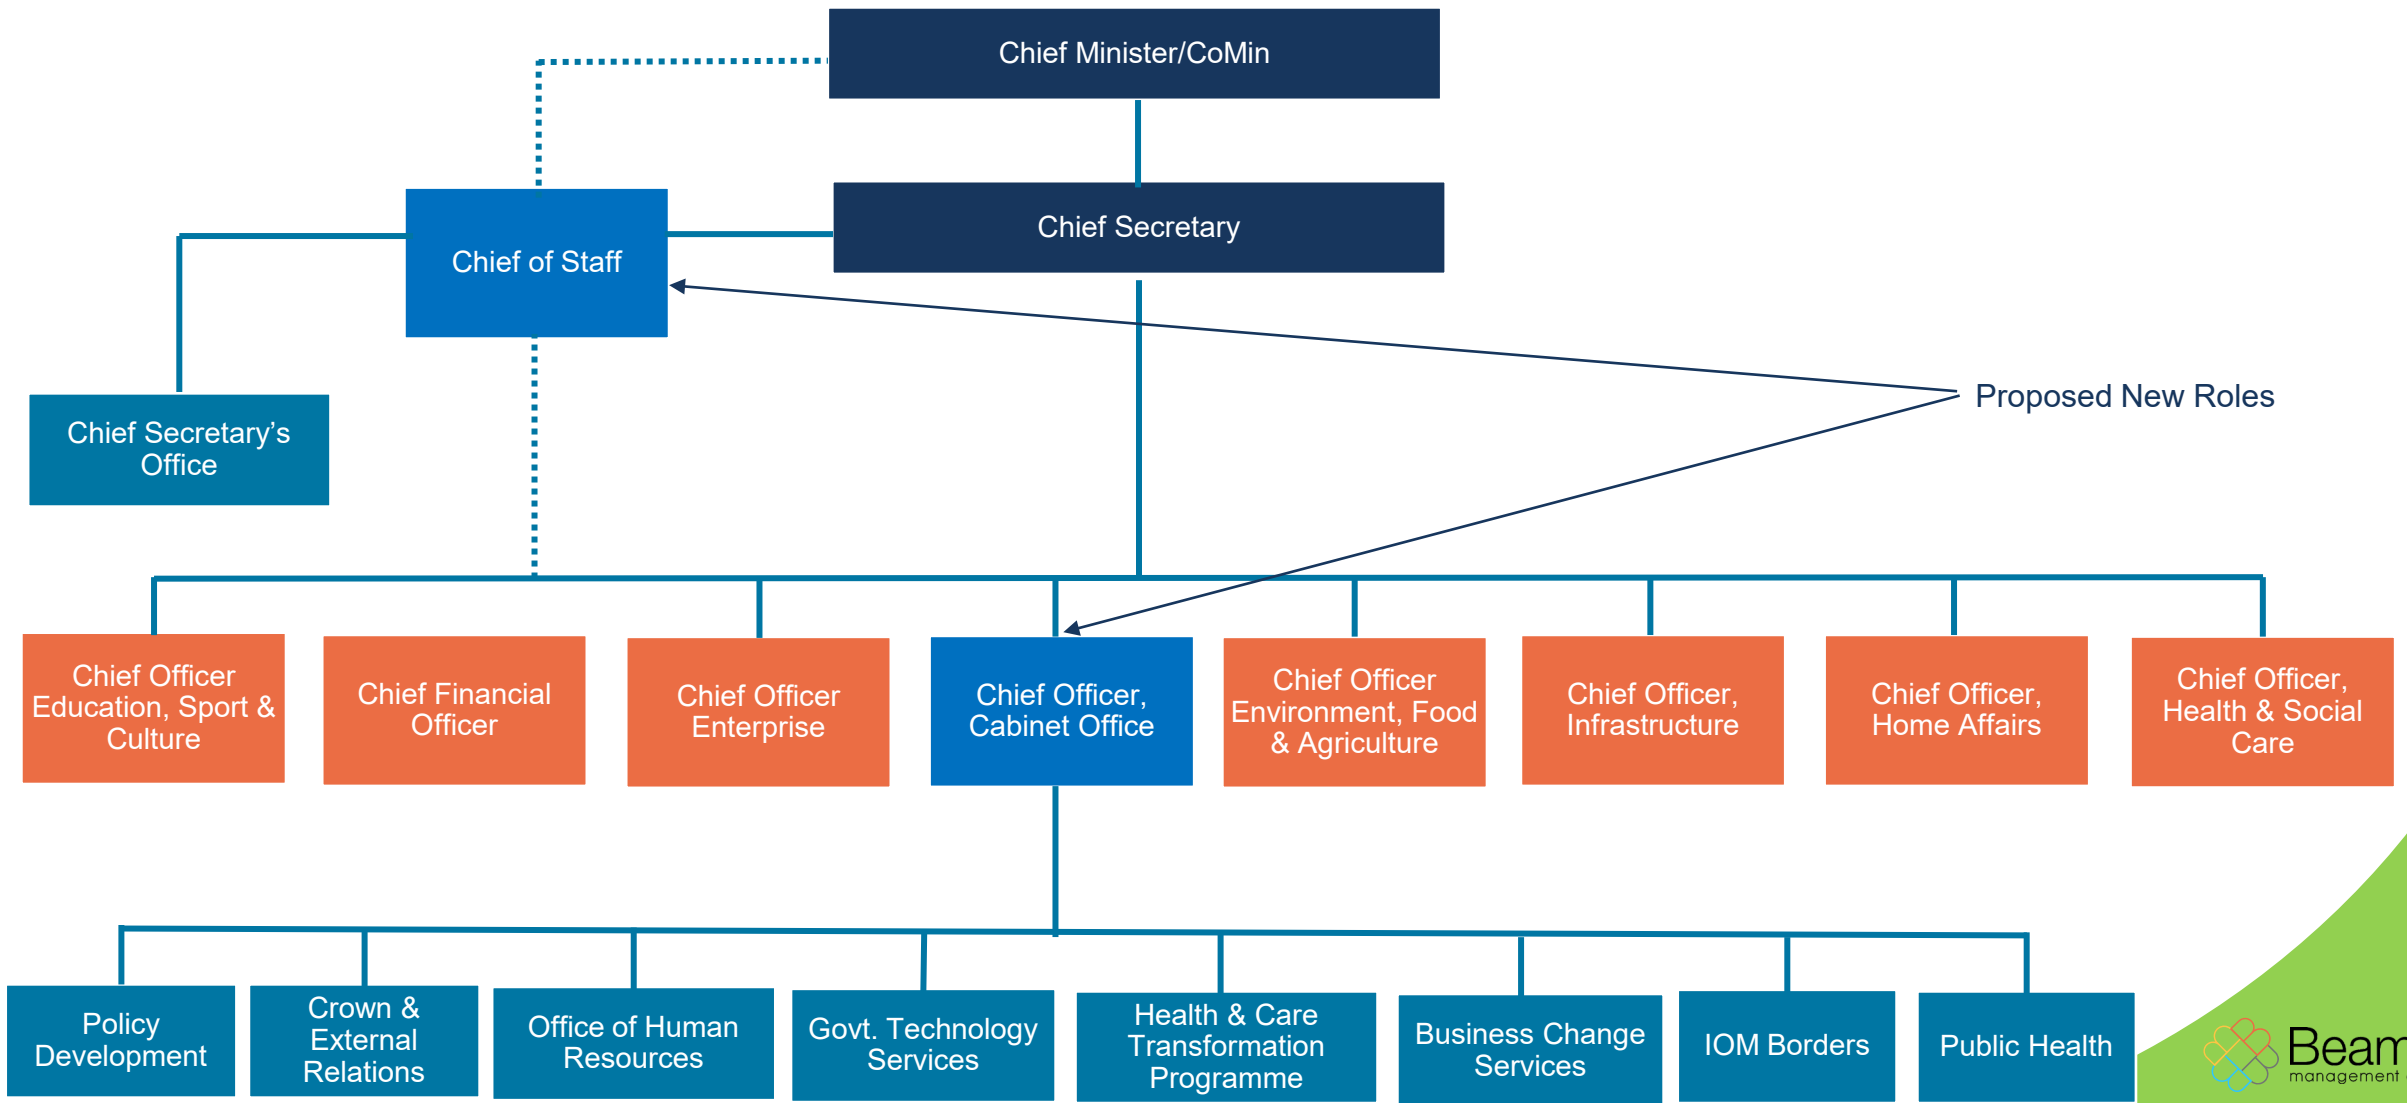 Chief Minister/CoMin
Chief Secretary
Chief of Staff
Proposed New Roles
Chief Secretary’s
Office
Chief Officer
Education, Sport &
Culture
Chief Financial
Officer
Chief Officer
Enterprise
Chief Officer,
Cabinet Office
Chief Officer
Environment, Food
& Agriculture
Chief Officer,
Infrastructure
Chief Officer,
Home Affairs
Chief Officer,
Health & Social
Care
Policy
Development
Crown &
External
Relations
Office of Human
Resources
Govt. Technology
Services
Health & Care
Transformation
Programme
Business Change
Services
IOM Borders
Public Health
Beam
management